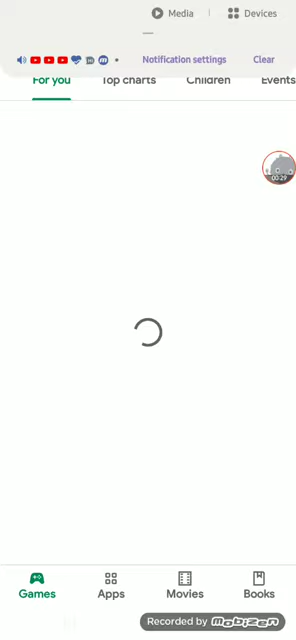 Media | Devices
Notification settings Clear
For you Top charts Children Events
00:29
Games Apps Movies Books
Recorded by mobizen